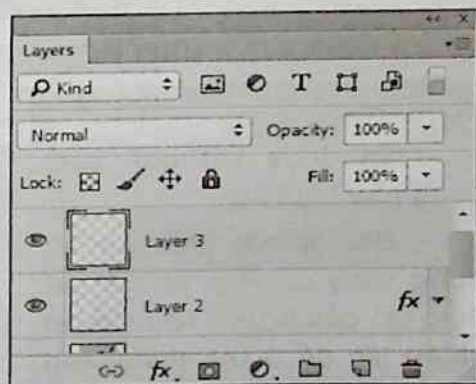 Layers
Kind
T
Normal Opacity: 100%
Lock: Fill: 100%
Layer 3
Layer 2 fx
fx.